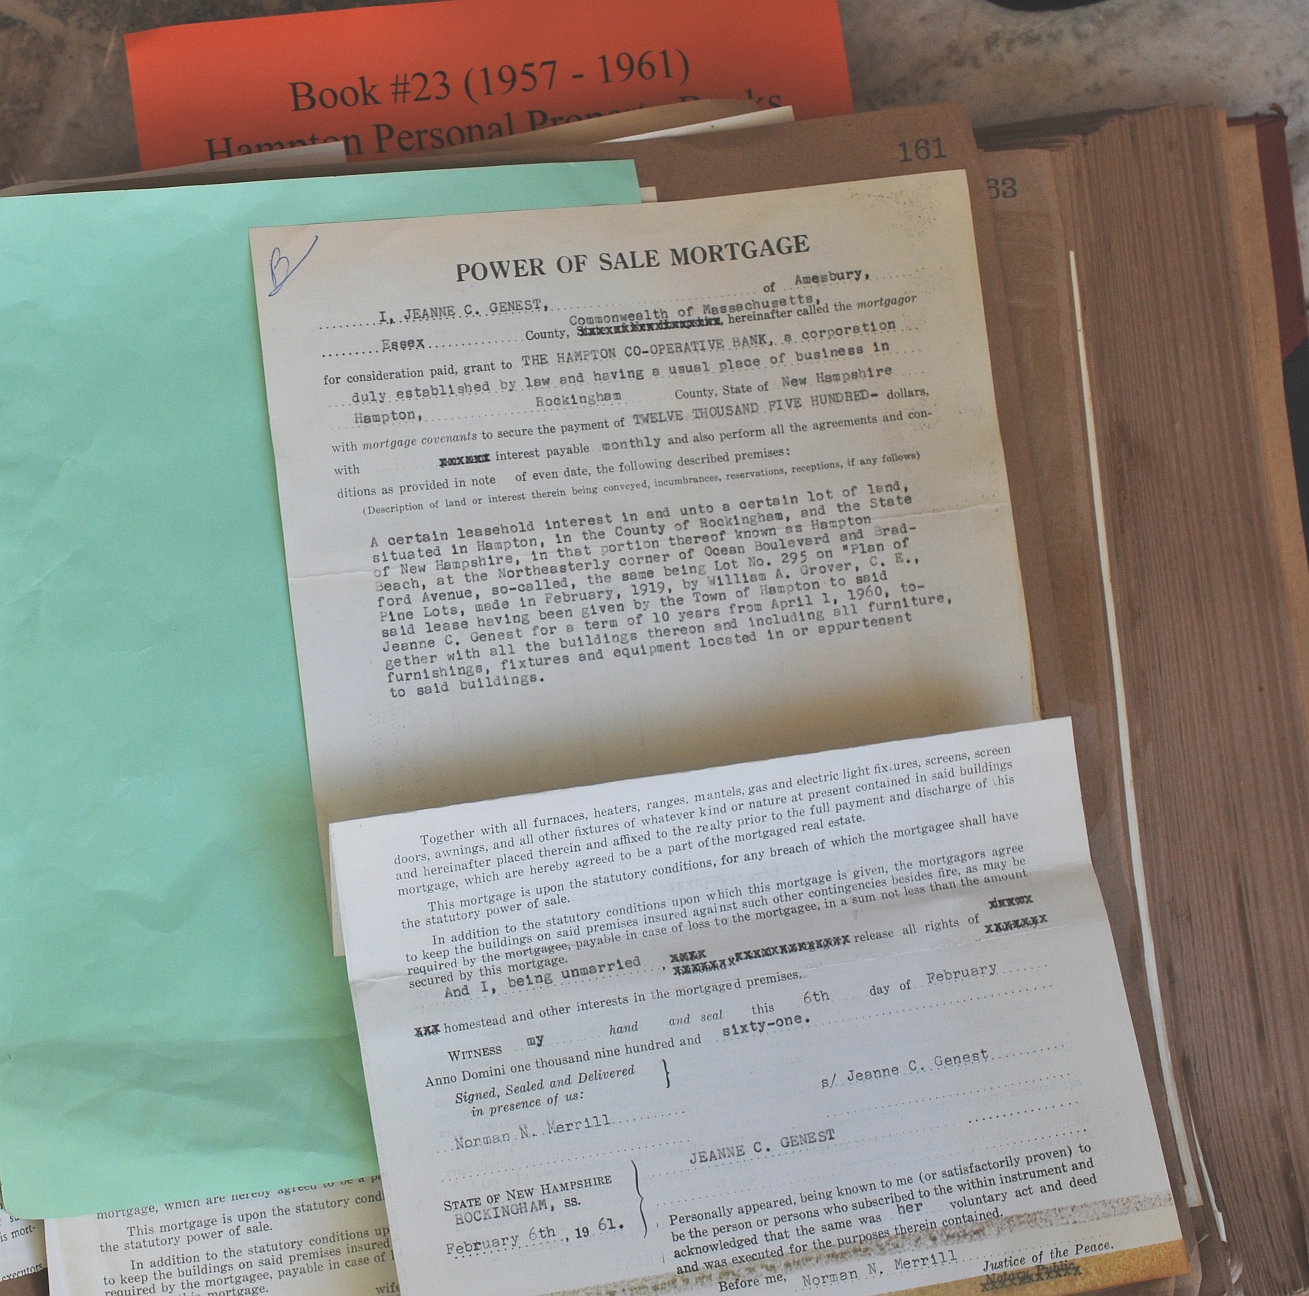 Book #23 (1957 - 1961)
Hampton Personal Property Books
161
63
B
POWER OF SALE MORTGAGE
I, JEANNE C. GENEST, of Amesbury,
Commonwealth of Massachusetts,
Essex County, hereinafter called the mortgagor
for consideration paid, grant to THE HAMPTON CO-OPERATIVE BANK, a corporation
duly established by law and having a usual place of business in
Hampton, Rockingham County, State of New Hampshire
with mortgage covenants to secure the payment of TWELVE THOUSAND FIVE HUNDRED- dollars,
with interest payable monthly and also perform all the agreements and con-
ditions as provided in note of even date, the following described premises:
(Description of land or interest therein being conveyed, incumbrances, reservations, receptions, if any follows)
A certain leasehold interest in and unto a certain lot of land,
situated in Hampton, in the County of Rockingham, and the State
of New Hampshire, in that portion thereof known as Hampton
Beach, at the Northeasterly corner of Ocean Boulevard and Brad-
ford Avenue, so-called, the same being Lot No. 295 on "Plan of
Pine Lots, made in February, 1919, by William A. Grover, C. E.,
said lease having been given by the Town of Hampton to said
Jeanne C. Genest for a term of 10 years from April 1, 1960, to-
gether with all the buildings thereon and including all furniture,
furnishings, fixtures and equipment located in or appurtenant
to said buildings.
Together with all furnaces, heaters, ranges, mantels, gas and electric light fixtures, screens, screen
doors, awnings, and all other fixtures of whatever kind or nature at present contained in said buildings
and hereinafter placed therein and affixed to the realty prior to the full payment and discharge of this
mortgage, which are hereby agreed to be a part of the mortgaged real estate.
This mortgage is upon the statutory conditions, for any breach of which the mortgagee shall have
the statutory power of sale.
In addition to the statutory conditions upon which this mortgage is given, the mortgagors agree
to keep the buildings on said premises insured against such other contingencies besides fire, as may be
required by the mortgagee, payable in case of loss to the mortgagee, in a sum not less than the amount
secured by this mortgage.
And I, being unmarried , release all rights of
homestead and other interests in the mortgaged premises.
WITNESS my hand and seal this 6th day of February
Anno Domini one thousand nine hundred and sixty-one.
Signed, Sealed and Delivered
in presence of us:
s/ Jeanne C. Genest
Norman N. Merrill
JEANNE C. GENEST
STATE OF NEW HAMPSHIRE
ROCKINGHAM, SS.
February 6th, 1961.
Personally appeared, being known to me (or satisfactorily proven) to
be the person or persons who subscribed to the within instrument and
acknowledged that the same was her voluntary act and deed
and was executed for the purposes therein contained.
Before me, Norman N. Merrill Justice of the Peace.
Notary Public
mortgage, which are hereby agreed to be a
This mortgage is upon the
the statutory power of sale.
In addition to the statutory conditions
to keep the buildings on said premises insured
required by the mortgagee, payable in case of
mortgage.
wife
is mort-
executors